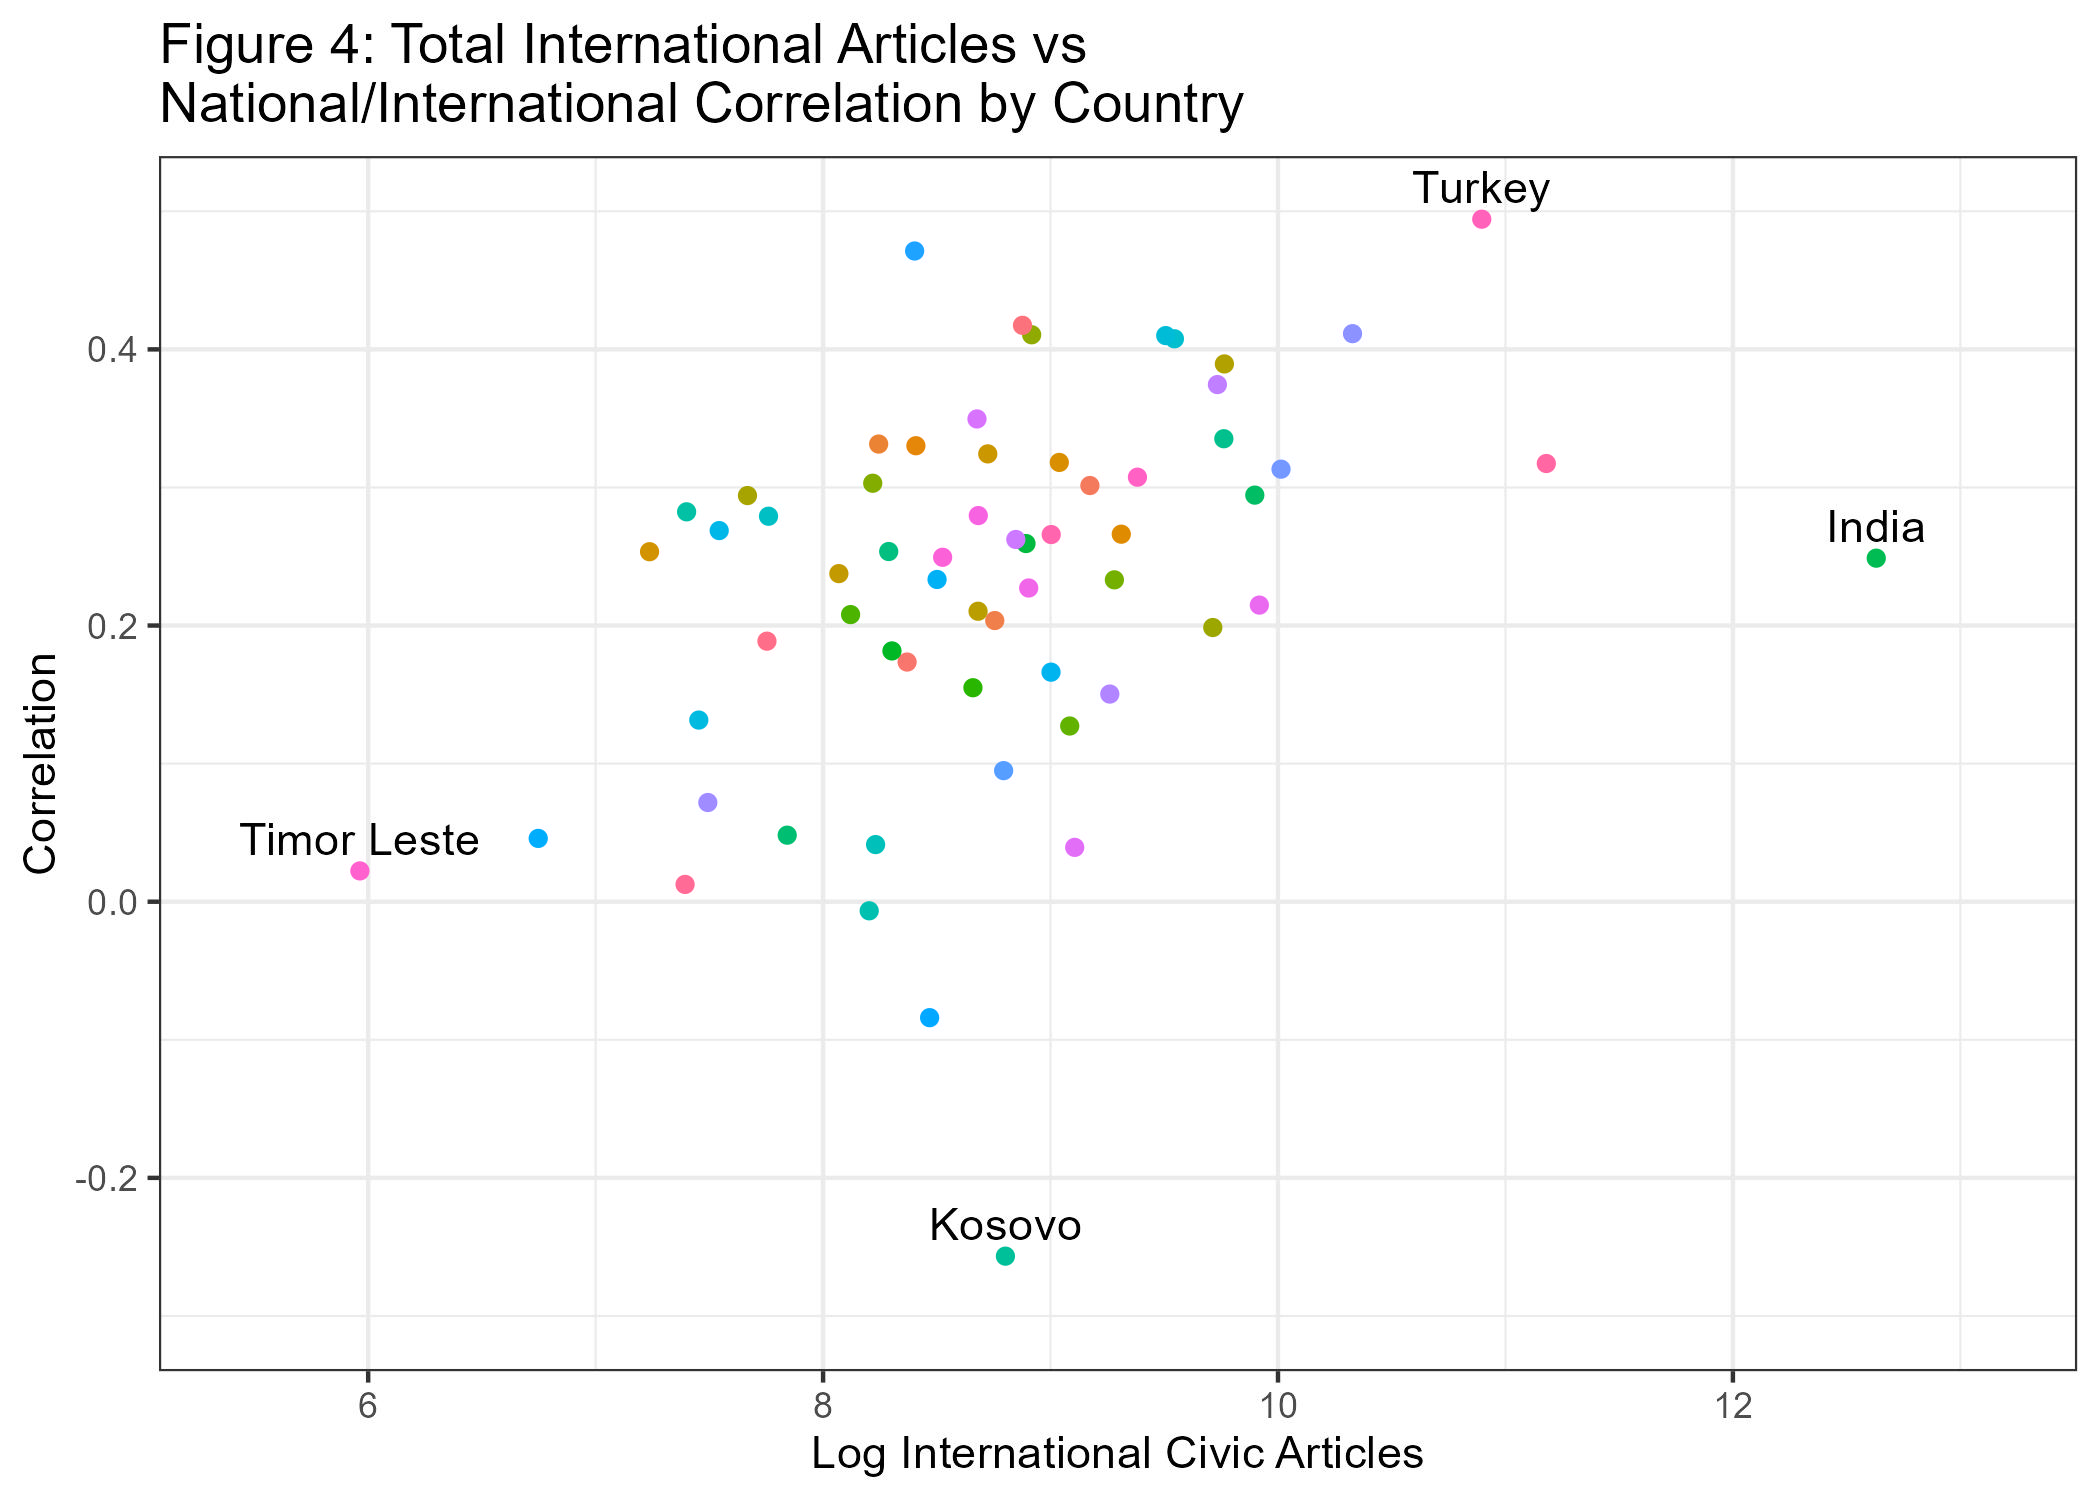 Figure 4: Total International Articles vs
National/International Correlation by Country
Turkey
India
Timor Leste
Kosovo
Correlation
0.4
0.2
0.0
-0.2
6
8
10
12
Log International Civic Articles